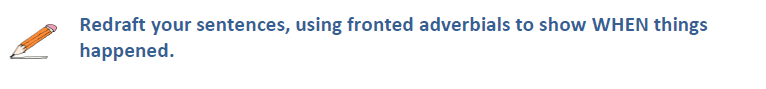 Redraft your sentences, using fronted adverbials to show WHEN things
happened.